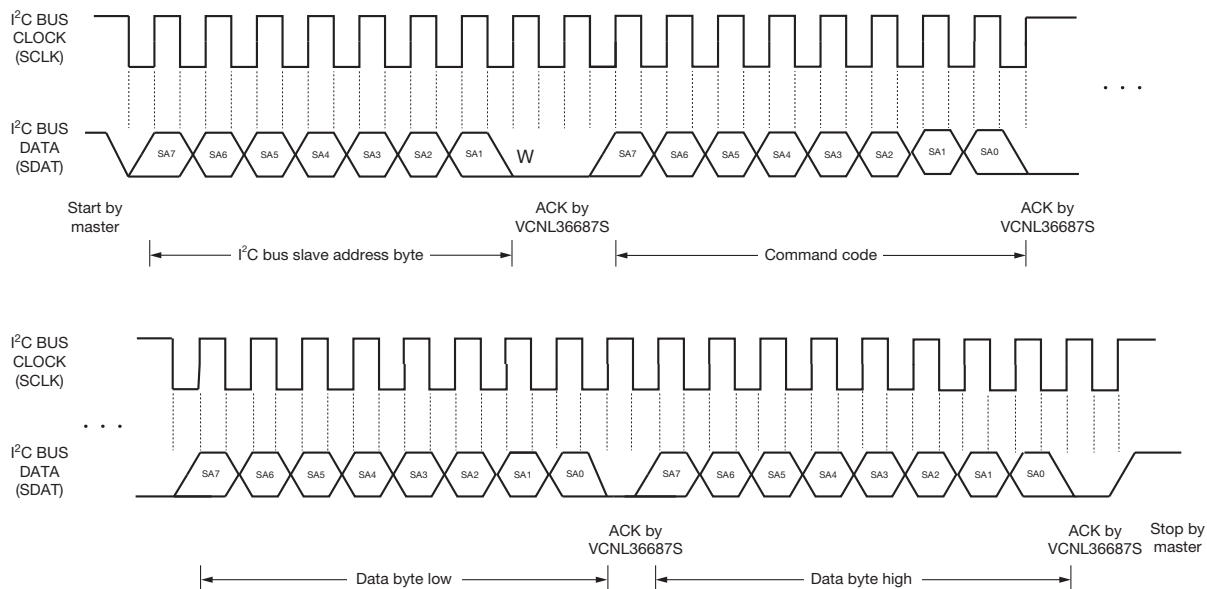 I²C BUS
CLOCK
(SCLK)
. . .
I²C BUS
DATA
(SDAT)
SA7 SA6 SA5 SA4 SA3 SA2 SA1 W SA7 SA6 SA5 SA4 SA3 SA2 SA1 SA0
Start by
master
ACK by
VCNL36687S
ACK by
VCNL36687S
I²C bus slave address byte
Command code
I²C BUS
CLOCK
(SCLK)
. . .
I²C BUS
DATA
(SDAT)
SA7 SA6 SA5 SA4 SA3 SA2 SA1 SA0 SA7 SA6 SA5 SA4 SA3 SA2 SA1 SA0
ACK by
VCNL36687S
ACK by
VCNL36687S
Stop by
master
Data byte low
Data byte high